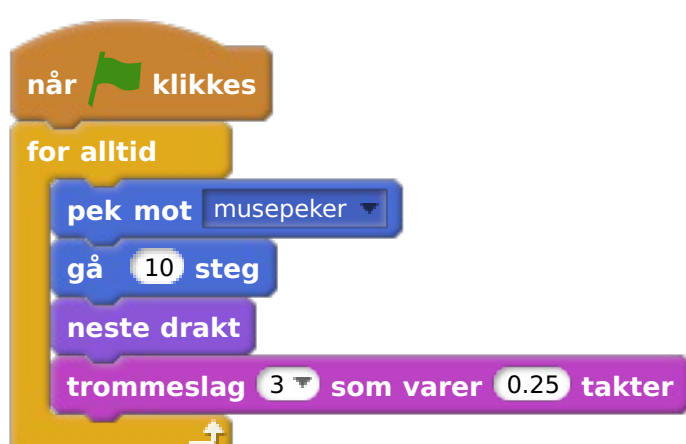 når klikkes
for alltid
pek mot musepeker
gå 10 steg
neste drakt
trommeslag 3 som varer 0.25 takter